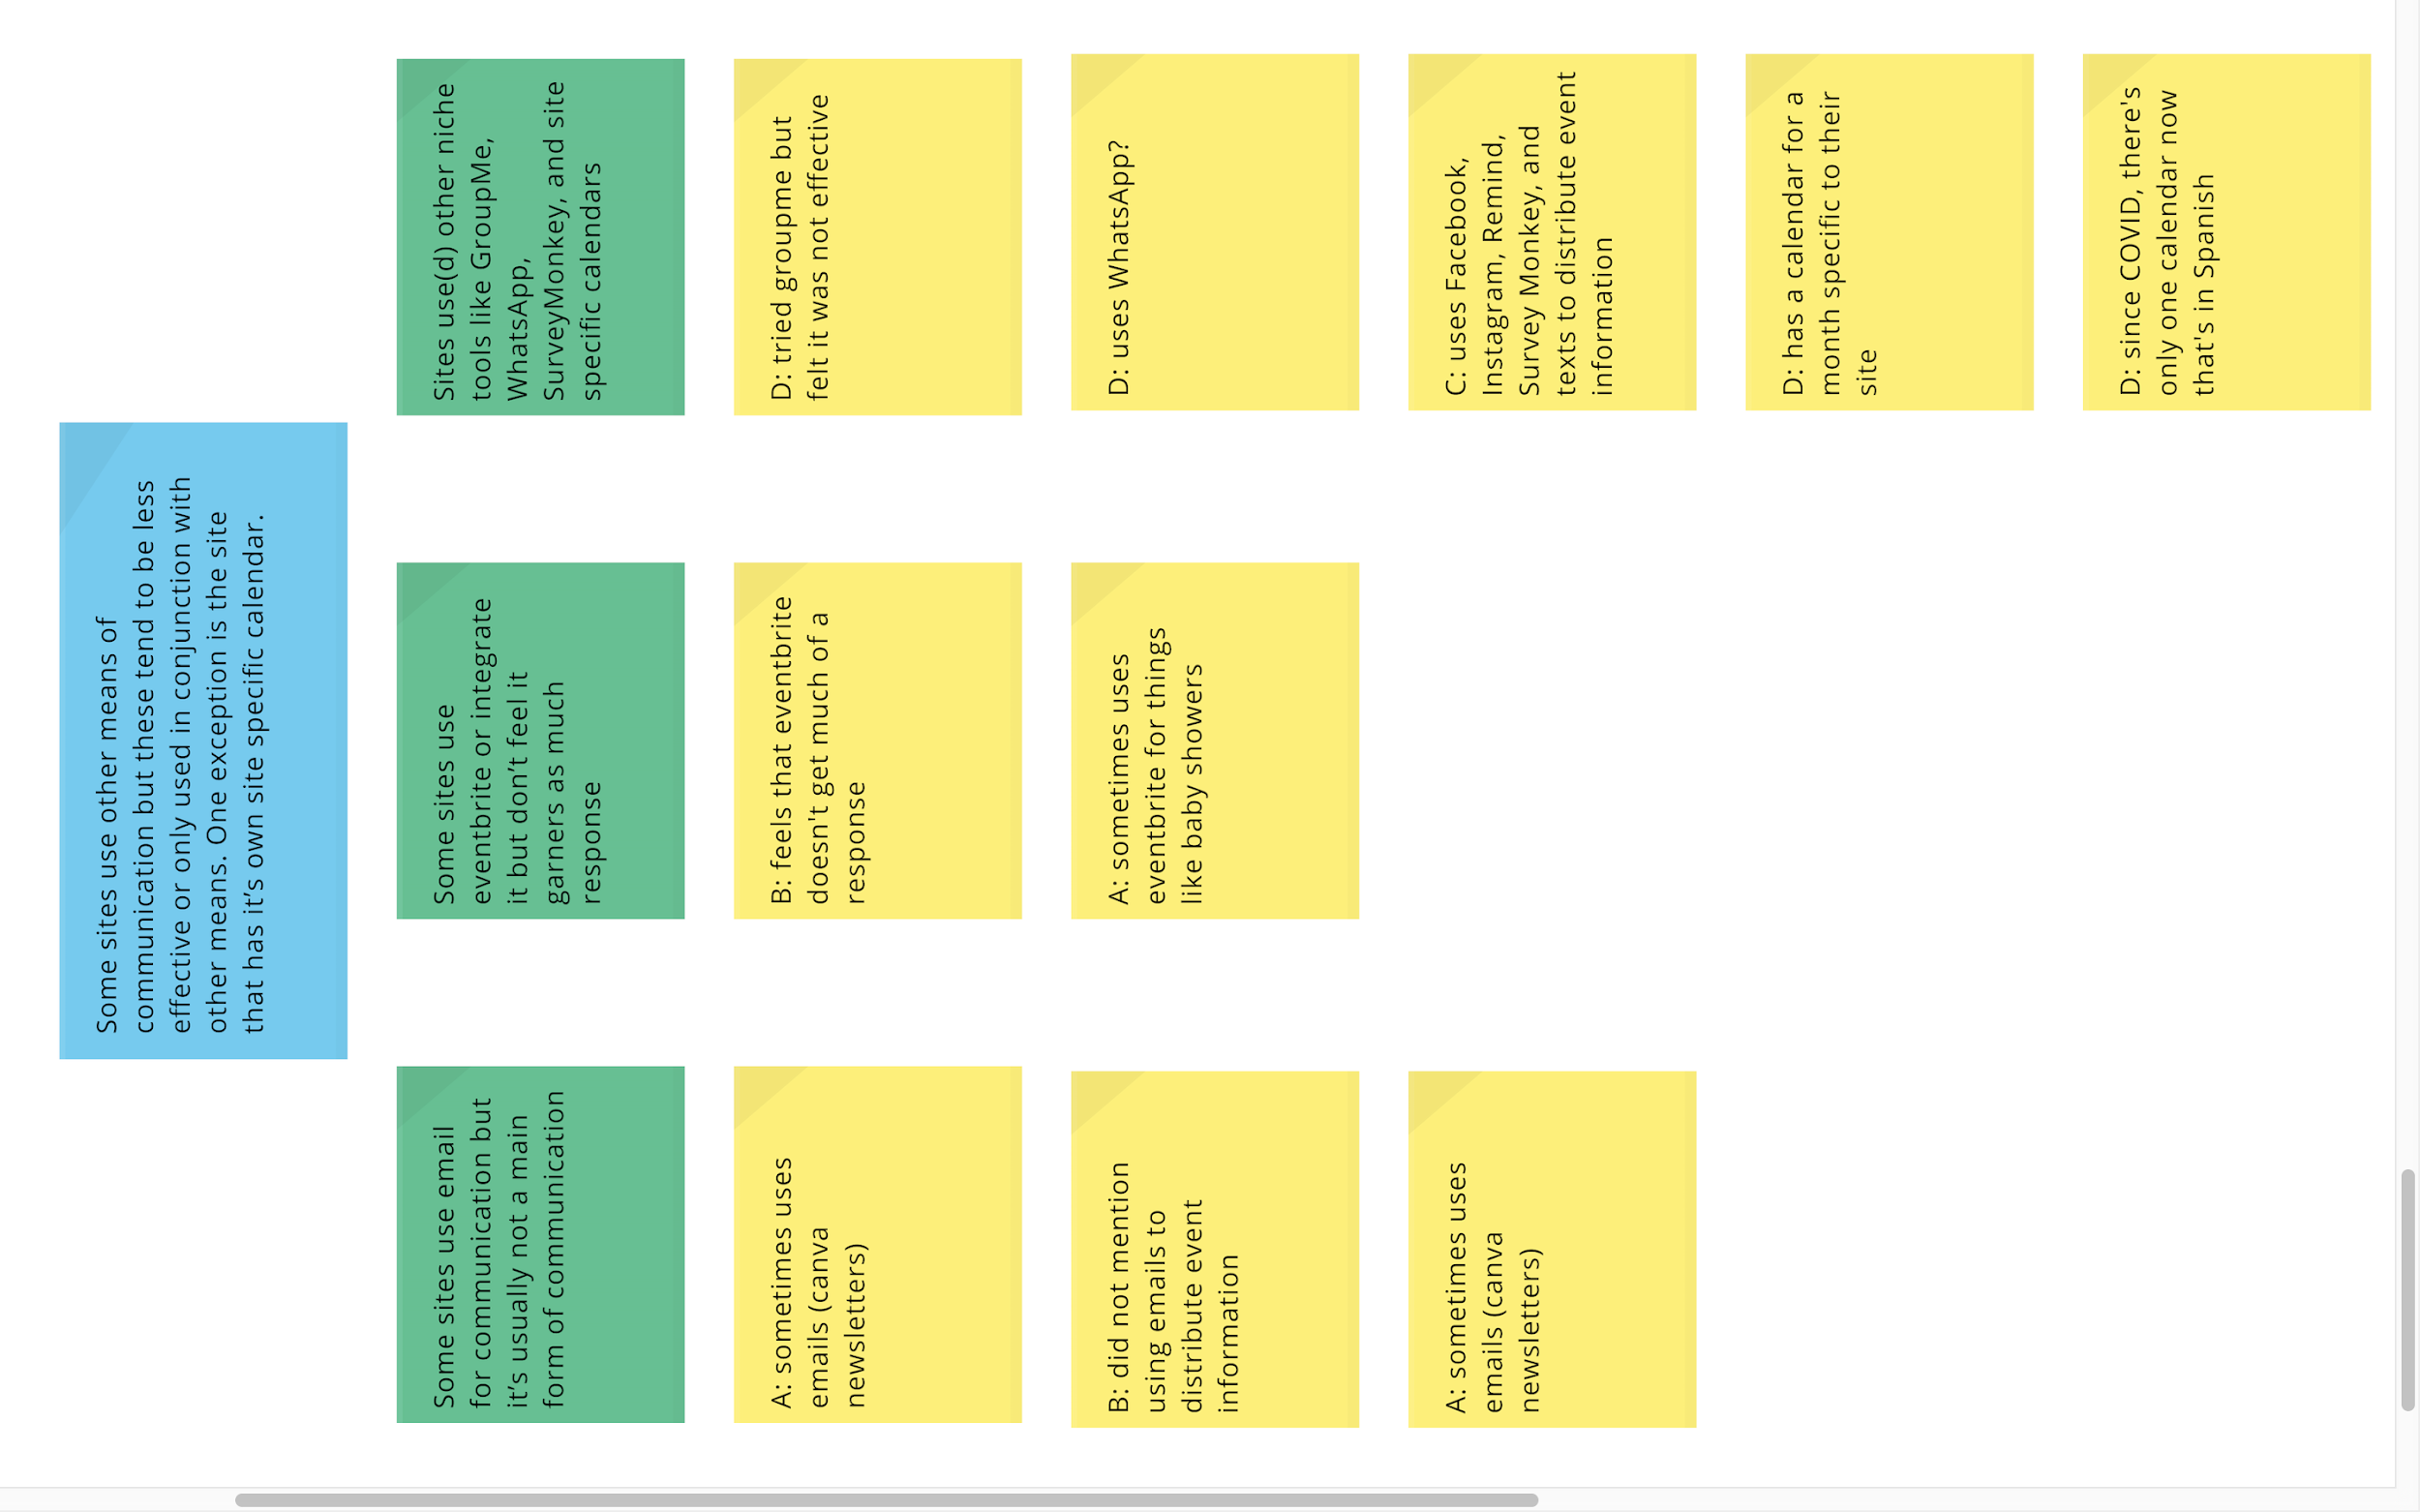 Some sites use other means of
communication but these tend to be less
effective or only used in conjunction with
other means. One exception is the site
that has it's own site specific calendar.
Some sites use email
for communication but
it's usually not a main
form of communication
A: sometimes uses
emails (canva
newsletters)
B: did not mention
using emails to
distribute event
information
A: sometimes uses
emails (canva
newsletters)
Some sites use
eventbrite or integrate
it but don't feel it
garners as much
response
B: feels that eventbrite
doesn't get much of a
response
A: sometimes uses
eventbrite for things
like baby showers
Sites use(d) other niche
tools like GroupMe,
WhatsApp,
SurveyMonkey, and site
specific calendars
D: tried groupme but
felt it was not effective
D: uses WhatsApp?
C: uses Facebook,
Instagram, Remind,
Survey Monkey, and
texts to distribute event
information
D: has a calendar for a
month specific to their
site
D: since COVID, there's
only one calendar now
that's in Spanish